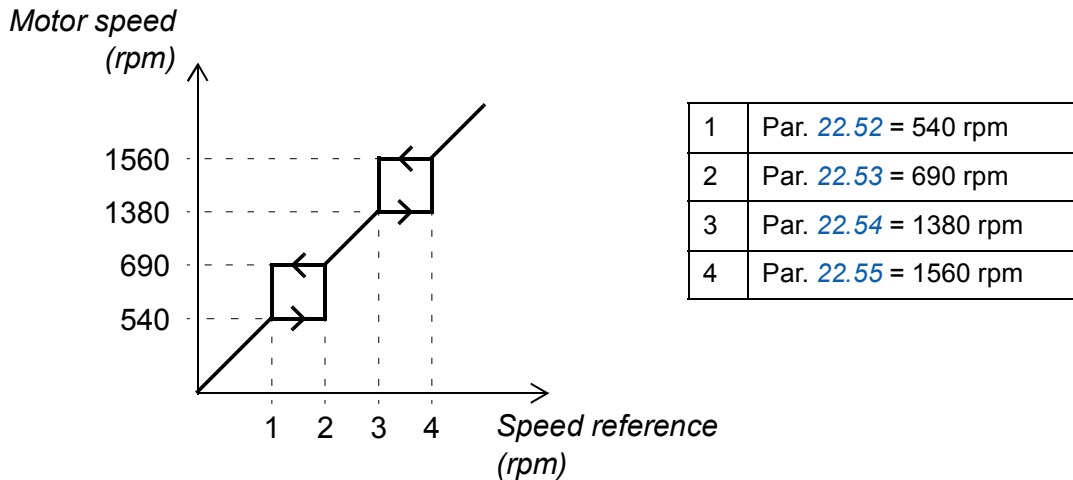 Motor speed
(rpm)
1560
1380
690
540
1 2 3 4
Speed reference
(rpm)
1 Par. 22.52 = 540 rpm
2 Par. 22.53 = 690 rpm
3 Par. 22.54 = 1380 rpm
4 Par. 22.55 = 1560 rpm